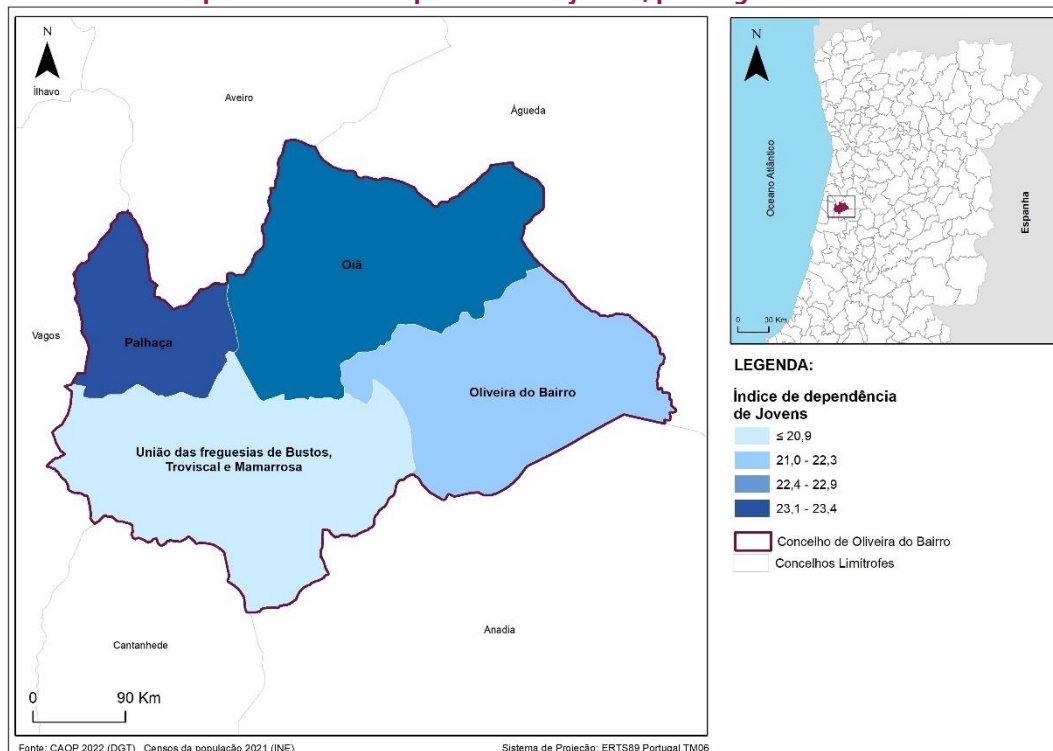 N
Ílhavo
Aveiro
Águeda
Oiã
Palhaça
Vagos
Oliveira do Bairro
União das freguesias de Bustos,
Troviscal e Mamarrosa
Anadia
Cantanhede
0 90 Km
Fonte: CAOP 2022 (DGT) Censos da população 2021 (INE) Sistema de Projeção: ERTS89 Portugal TM06
N
Oceano Atlântico
Espanha
0 30 Km
LEGENDA:
Índice de dependência
de Jovens
≤ 20,9
21,0 - 22,3
22,4 - 22,9
23,1 - 23,4
Concelho de Oliveira do Bairro
Concelhos Limítrofes